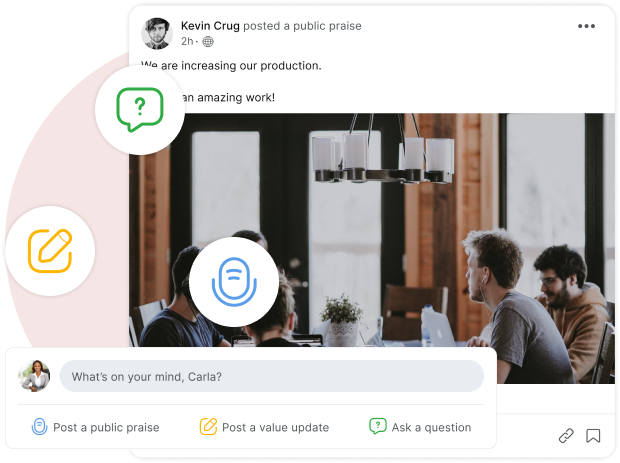 Kevin Crug posted a public praise
2h ·
We are increasing our production.
an amazing work!
What's on your mind, Carla?
Post a public praise
Post a value update
Ask a question